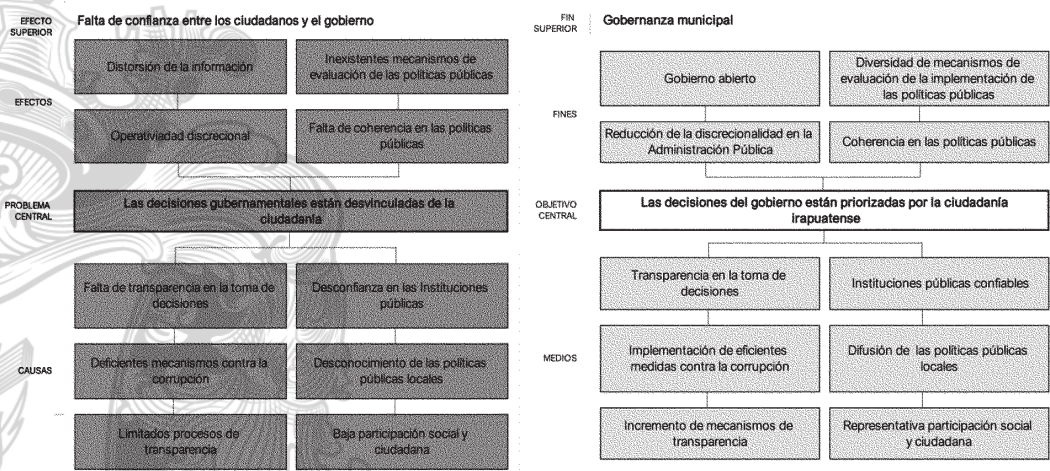 EFECTO
SUPERIOR
Falta de confianza entre los ciudadanos y el gobierno
EFECTOS
Distorsión de la información
Inexistentes mecanismos de
evaluación de las políticas públicas
Operativiadad discrecional
Falta de coherencia en las políticas
públicas
PROBLEMA
CENTRAL
Las decisiones gubernamentales están desvinculadas de la
ciudadanía
CAUSAS
Falta de transparencia en la toma de
decisiones
Desconfianza en las Instituciones
públicas
Deficientes mecanismos contra la
corrupción
Desconocimiento de las políticas
públicas locales
Limitados procesos de
transparencia
Baja participación social y
ciudadana
FIN
SUPERIOR
Gobernanza municipal
FINES
Gobierno abierto
Diversidad de mecanismos de
evaluación de la implementación de
las políticas públicas
Reducción de la discrecionalidad en la
Administración Pública
Coherencia en las políticas públicas
OBJETIVO
CENTRAL
Las decisiones del gobierno están priorizadas por la ciudadanía
irapuatense
MEDIOS
Transparencia en la toma de
decisiones
Instituciones públicas confiables
Implementación de eficientes
medidas contra la corrupción
Difusión de las políticas públicas
locales
Incremento de mecanismos de
transparencia
Representativa participación social
y ciudadana